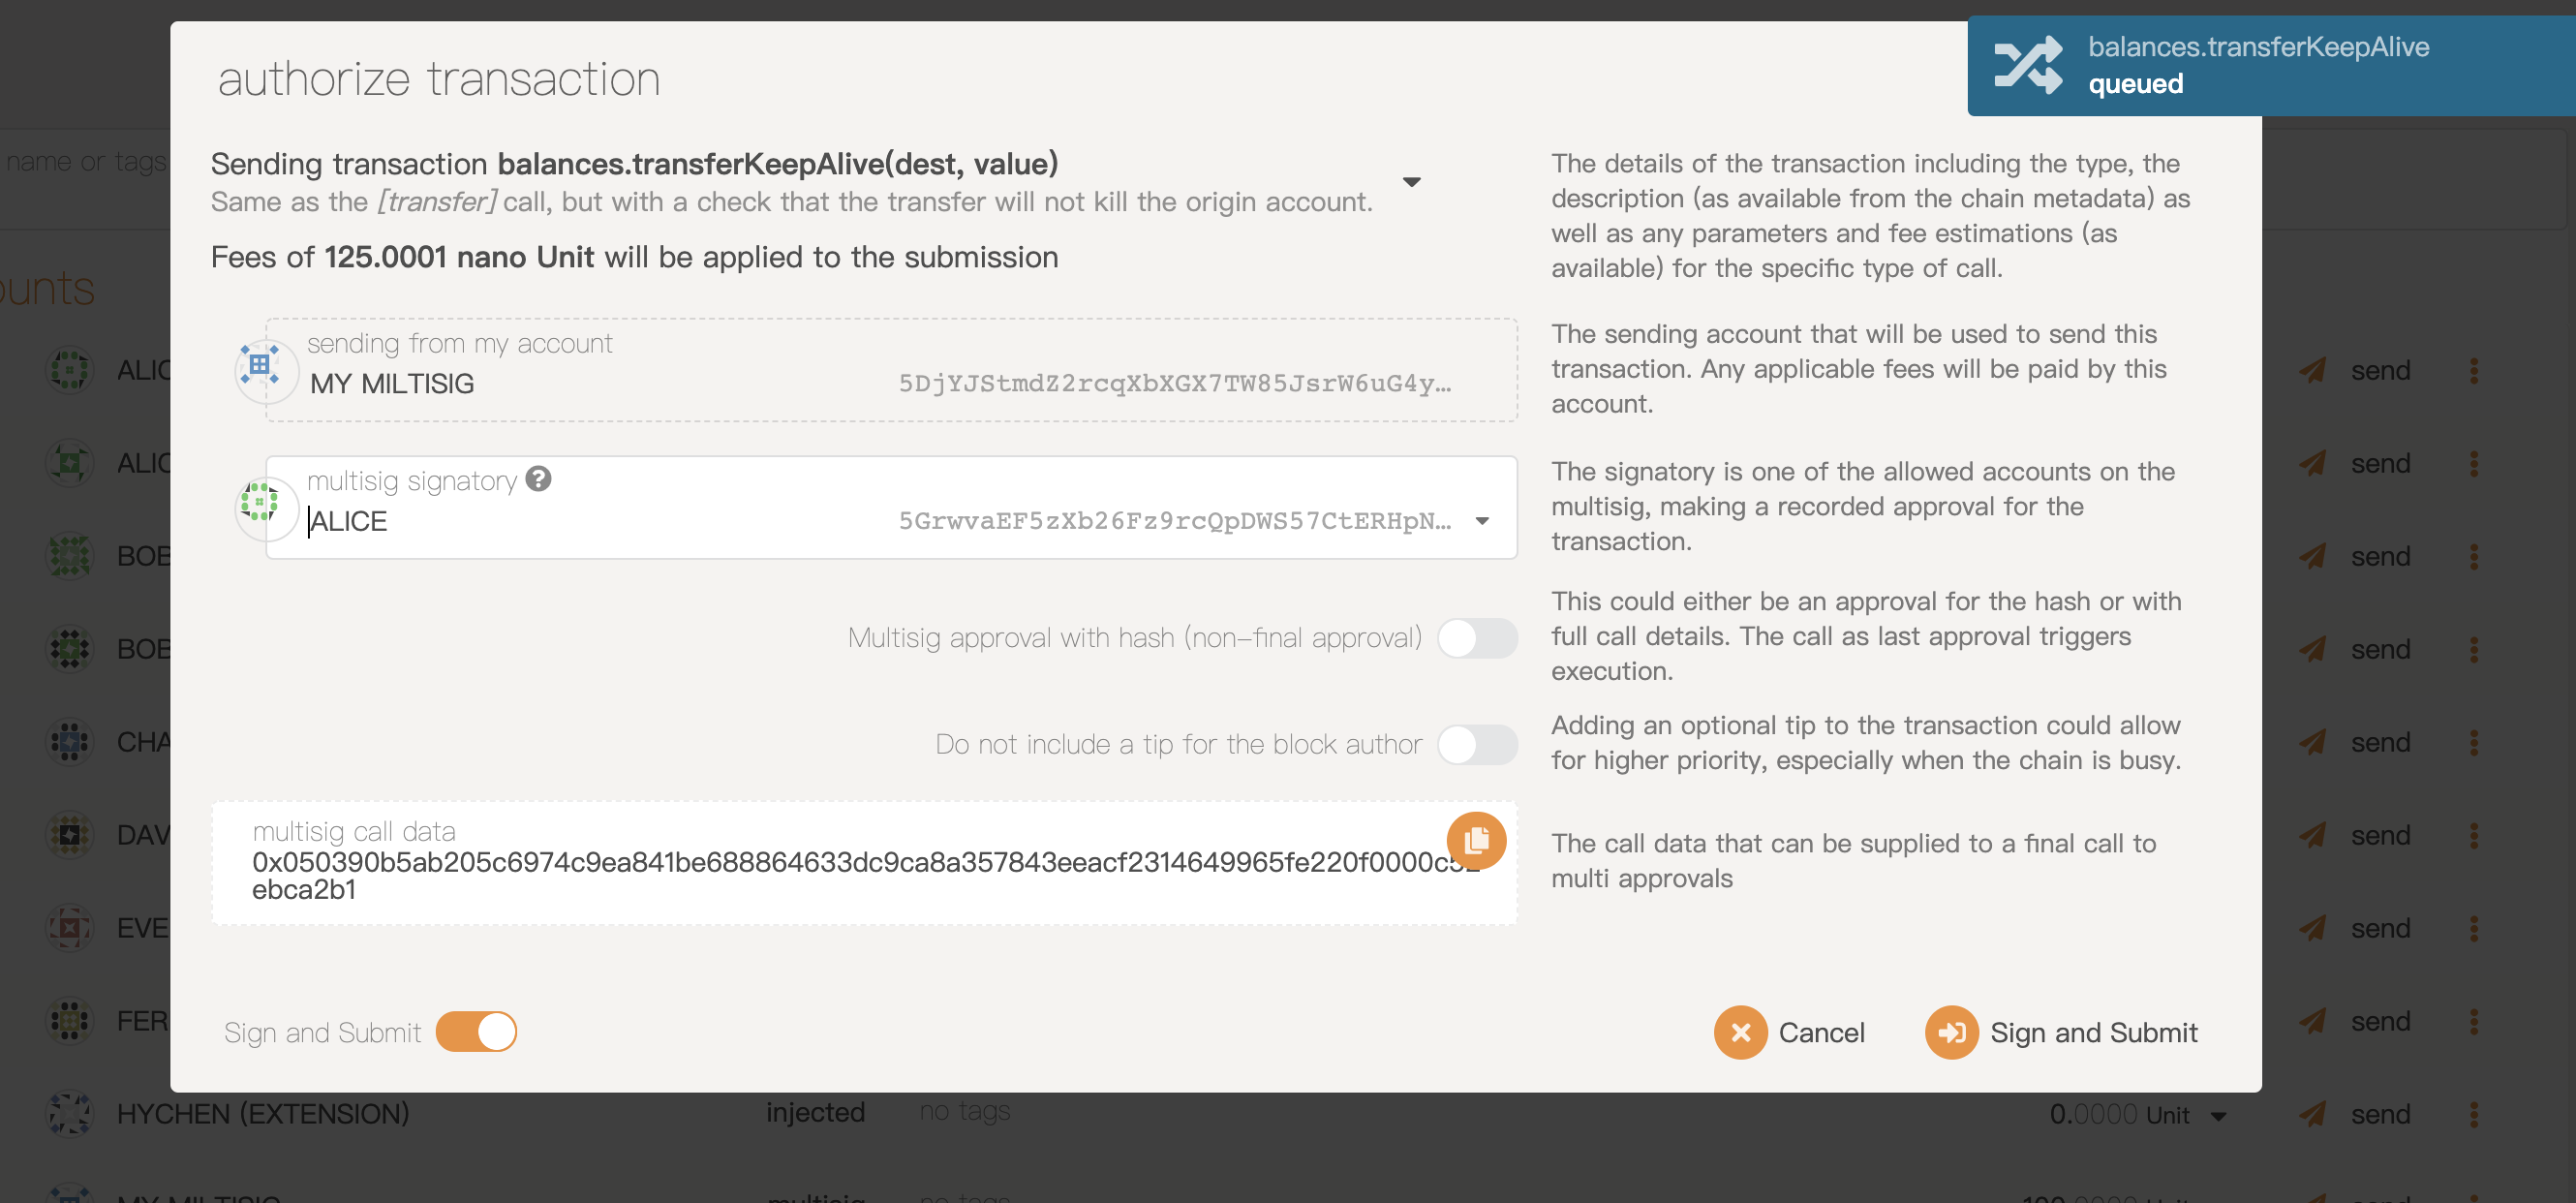 balances.transferKeepAlive
queued
authorize transaction
Sending transaction balances.transferKeepAlive(dest, value)
Same as the [transfer] call, but with a check that the transfer will not kill the origin account.
Fees of 125.0001 nano Unit will be applied to the submission
The details of the transaction including the type, the
description (as available from the chain metadata) as
well as any parameters and fee estimations (as
available) for the specific type of call.
sending from my account
MY MILTISIG
5DjYJStmdZ2rcqXbXGX7TW85JsrW6uG4y…
The sending account that will be used to send this
transaction. Any applicable fees will be paid by this
account.
multisig signatory
ALICE
5GrwvaEF5zXb26Fz9rcQpDWS57CtERHpN…
The signatory is one of the allowed accounts on the
multisig, making a recorded approval for the
transaction.
Multisig approval with hash (non-final approval)
This could either be an approval for the hash or with
full call details. The call as last approval triggers
execution.
Do not include a tip for the block author
Adding an optional tip to the transaction could allow
for higher priority, especially when the chain is busy.
multisig call data
0x050390b5ab205c6974c9ea841be688864633dc9ca8a357843eeacf2314649965fe220f0000c52
ebca2b1
The call data that can be supplied to a final call to
multi approvals
Sign and Submit
Cancel
Sign and Submit
name or tags
ounts
ALIC
send
ALIC
send
BOB
send
BOB
send
CHA
send
DAV
send
EVE
send
FER
send
HYCHEN (EXTENSION)
injected
no tags
0.0000 Unit
send
MY MILTISIG
multisig
no tags
100.0000 Unit
send